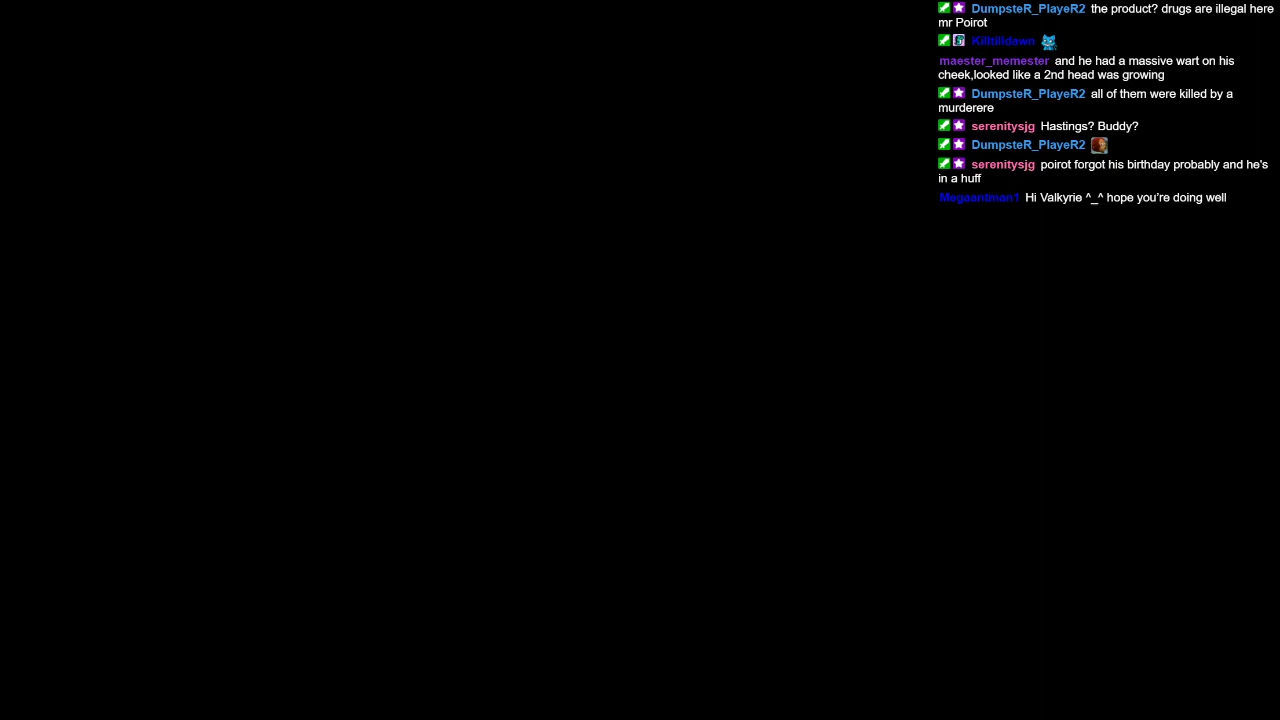 DumpsteR_PlayeR2 the product? drugs are illegal here
mr Poirot
Killtilldawn
maester_memester and he had a massive wart on his
cheek,looked like a 2nd head was growing
DumpsteR_PlayeR2 all of them were killed by a
murderere
serenitysjg Hastings? Buddy?
DumpsteR_PlayeR2
serenitysjg poirot forgot his birthday probably and he's
in a huff
Megaantman1 Hi Valkyrie ^_^ hope you’re doing well